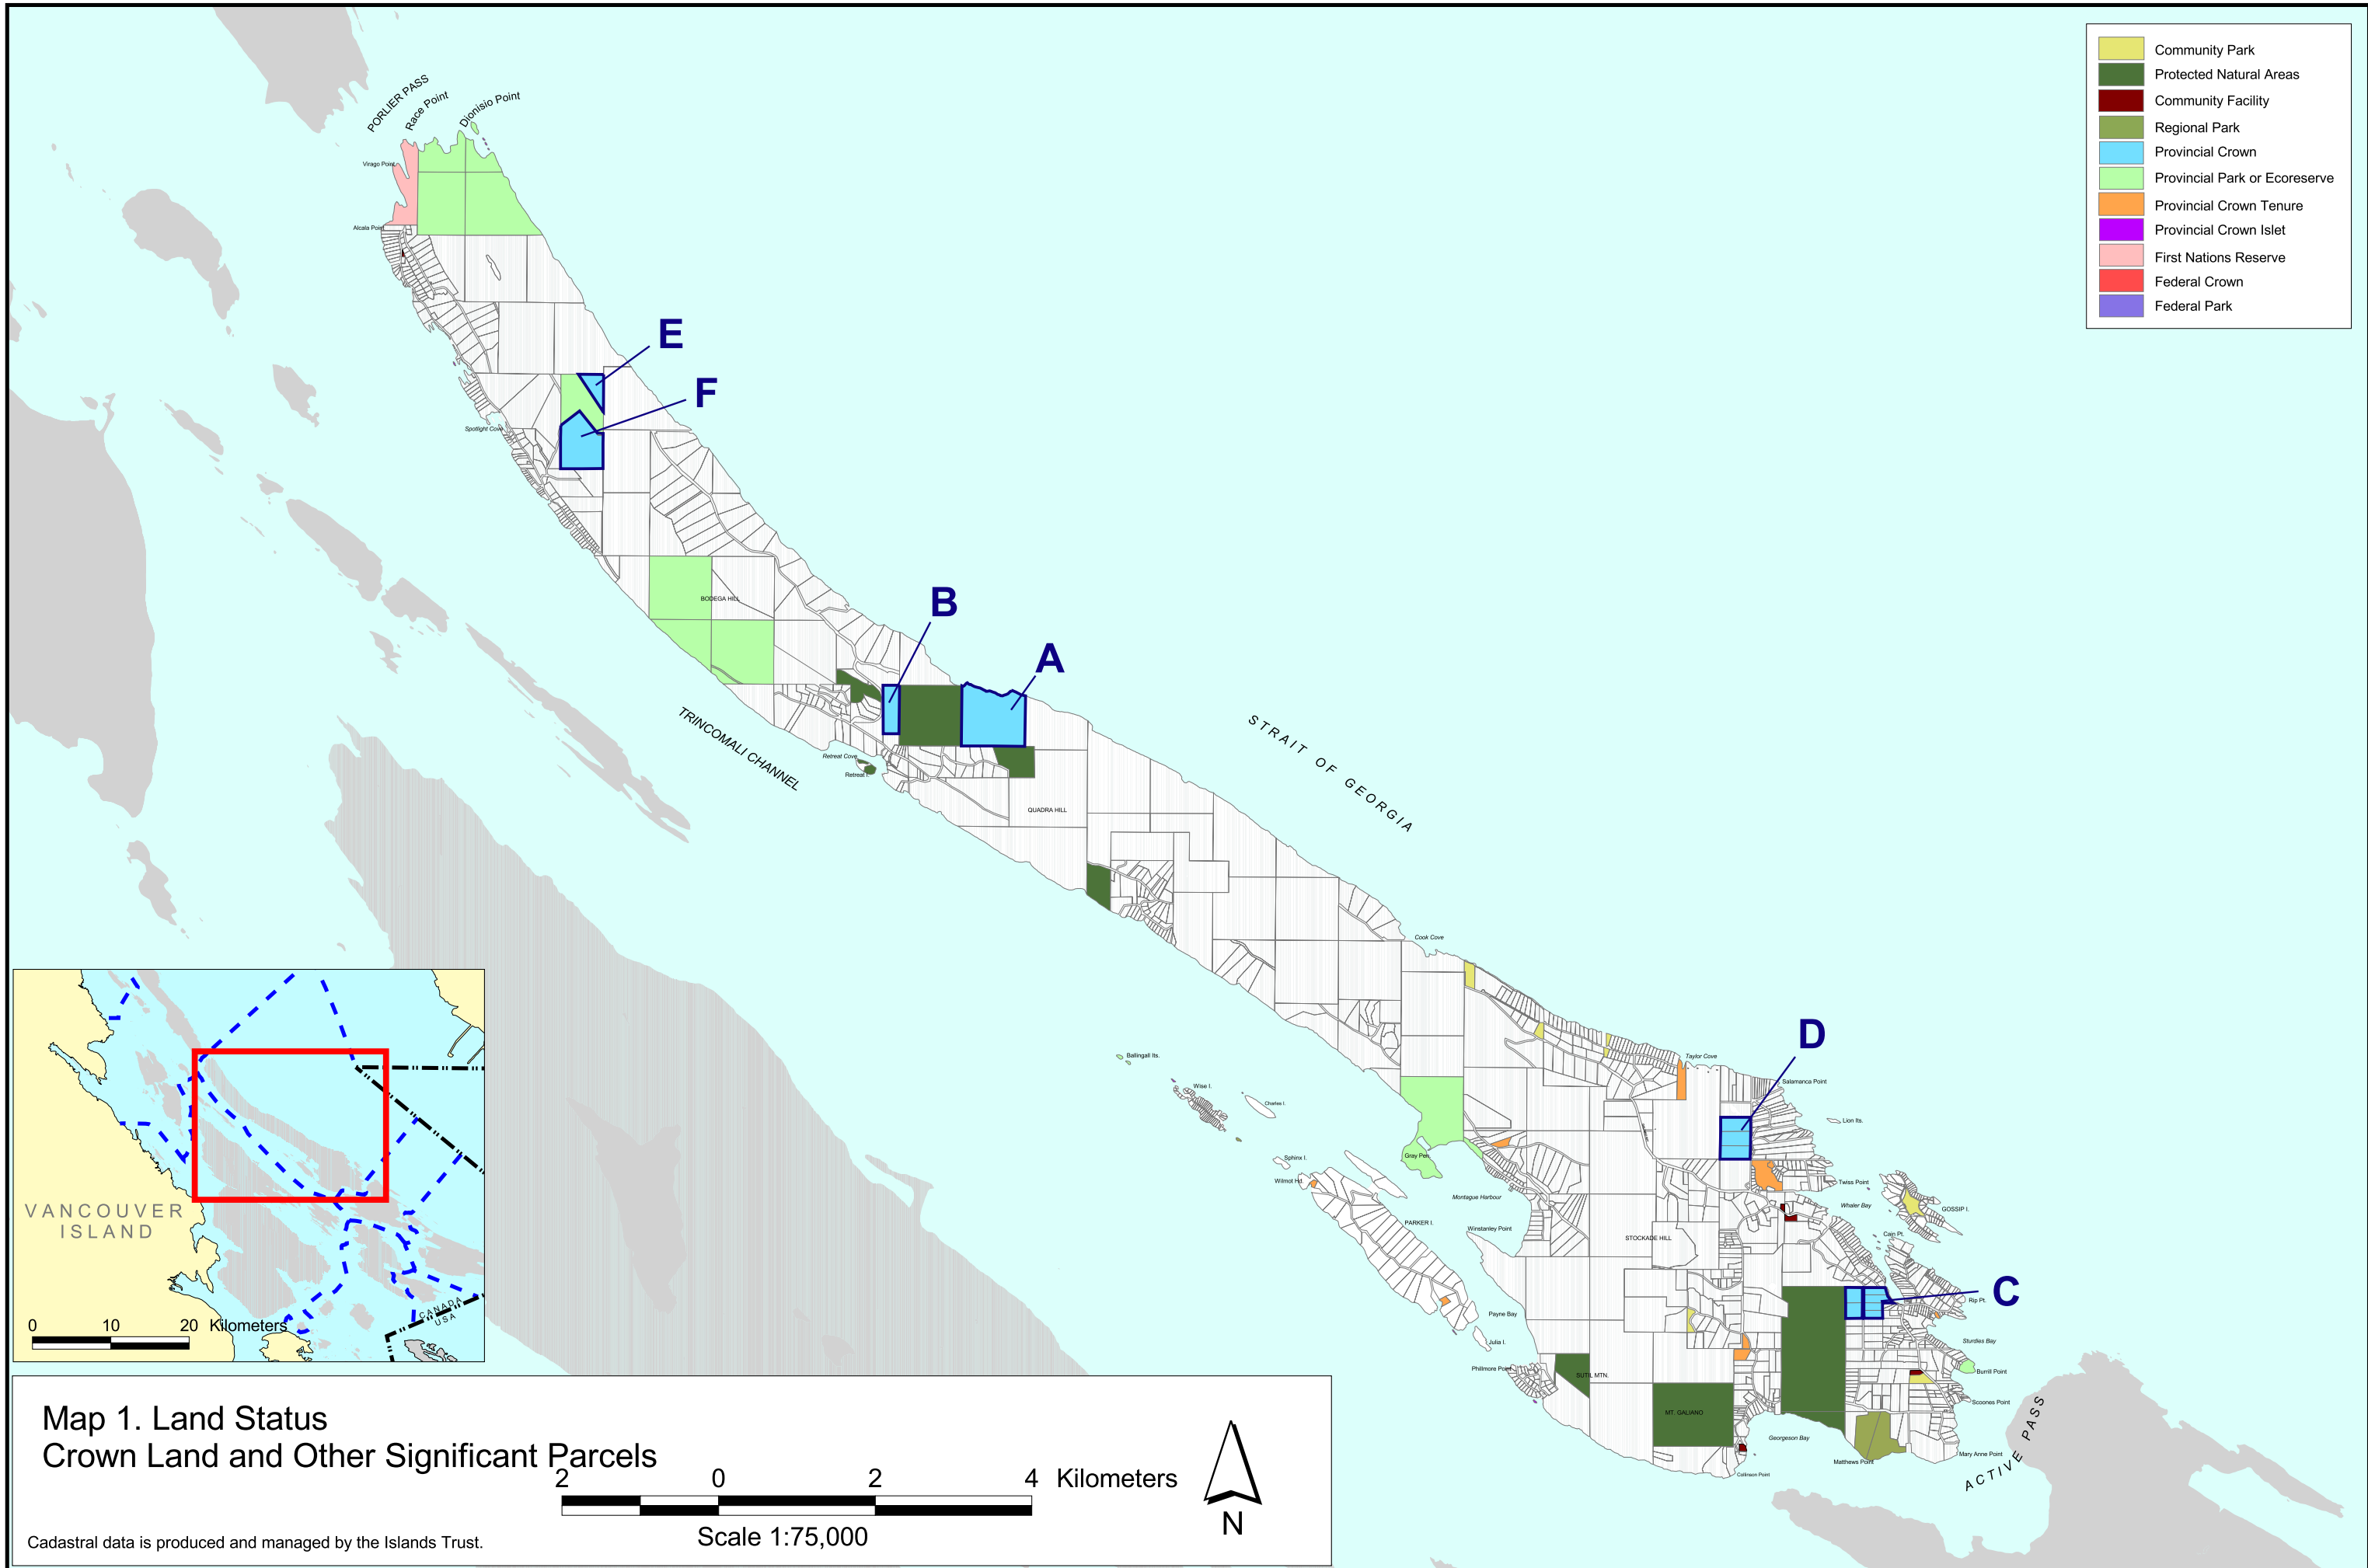 Community Park
Protected Natural Areas
Community Facility
Regional Park
Provincial Crown
Provincial Park or Ecoreserve
Provincial Crown Tenure
Provincial Crown Islet
First Nations Reserve
Federal Crown
Federal Park
PORLIER PASS
Race Point
Dionisio Point
Virago Point
Alcala Point
E
F
Spotlight Cove
BODEGA HILL
B
A
TRINCOMALI CHANNEL
Retreat Cove
Retreat I.
QUADRA HILL
STRAIT OF GEORGIA
Cook Cove
D
Taylor Cove
Salamanca Point
Ballingall Its.
Wise I.
Charles I.
Lion Its.
Sphinx I.
Wilmot Hd.
Gray Pen.
Montague Harbour
Twiss Point
Whaler Bay
GOSSIP I.
PARKER I.
Winstanley Point
STOCKADE HILL
Cain Pt.
C
Rip Pt.
Payne Bay
Julia I.
Sturdies Bay
Phillmore Point
SUTIL MTN.
Burrill Point
Scoones Point
MT. GALIANO
Georgeson Bay
Matthews Point
Mary Anne Point
Collinson Point
ACTIVE PASS
VANCOUVER
ISLAND
CANADA
USA
0 10 20 Kilometers
Map 1. Land Status
Crown Land and Other Significant Parcels
2 0 2 4 Kilometers
Scale 1:75,000
N
Cadastral data is produced and managed by the Islands Trust.